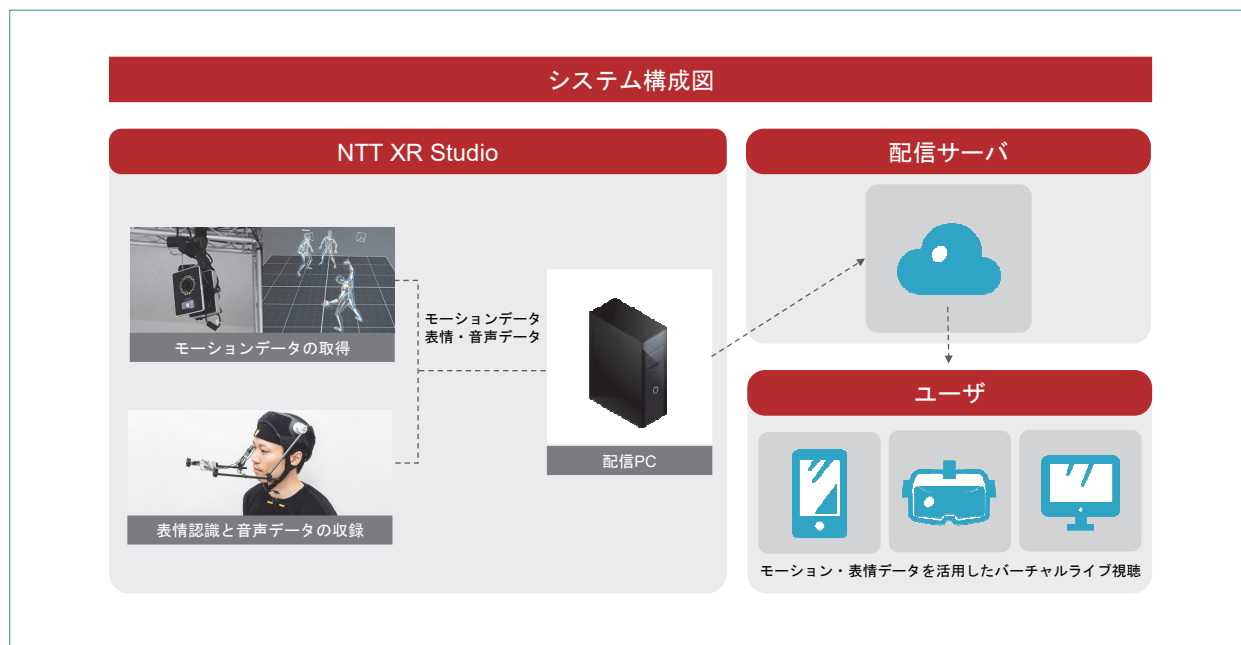 システム構成図
NTT XR Studio
モーションデータの取得
表情認識と音声データの収録
モーションデータ
表情・音声データ
配信PC
配信サーバ
ユーザ
モーション・表情データを活用したバーチャルライブ視聴